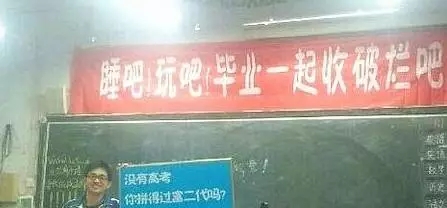 睡吧!玩吧!毕业一起收破烂吧
没有高考
你拼得过富二代吗?